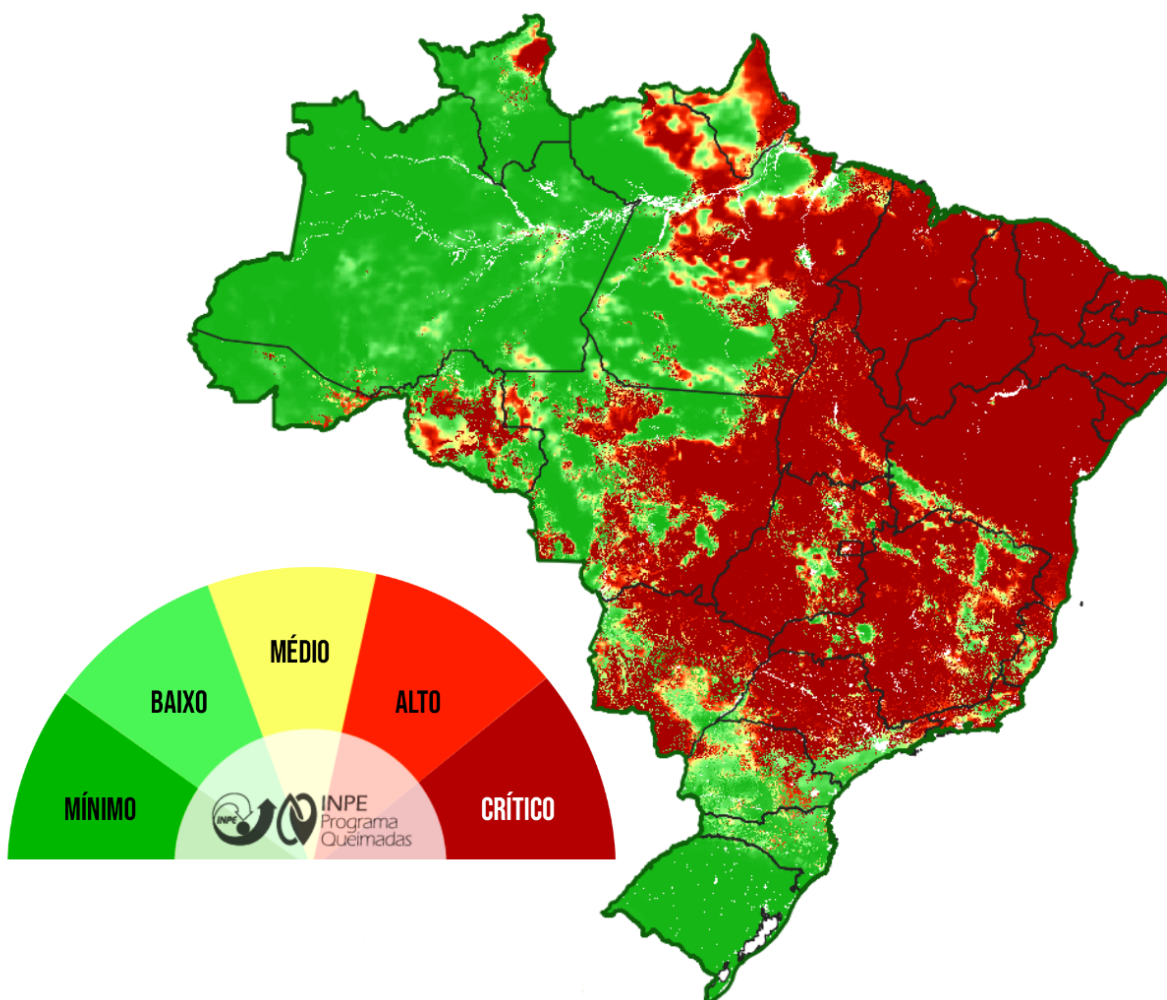 MÉDIO
BAIXO
ALTO
MÍNIMO
CRÍTICO
INPE
INPE
Programa
Queimadas